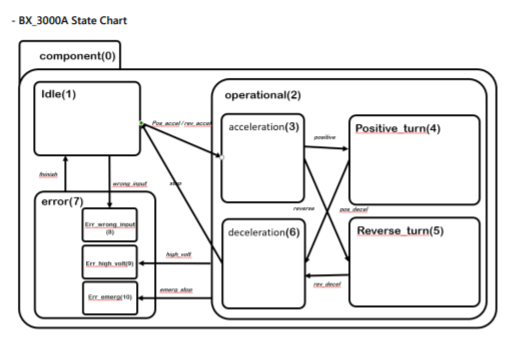 - BX_3000A State Chart
component(0)
Idle(1)
operational(2)
acceleration(3)
Positive_turn(4)
Pos_accel/rev_accel
positive
finnish
wrong_input
stop
error(7)
Err_wrong_input
(8)
reverse
pos_decel
deceleration(6)
Reverse_turn(5)
high_volt
Err_high_volt(9)
rev_decel
emerg_stop
Err_emerg(10)